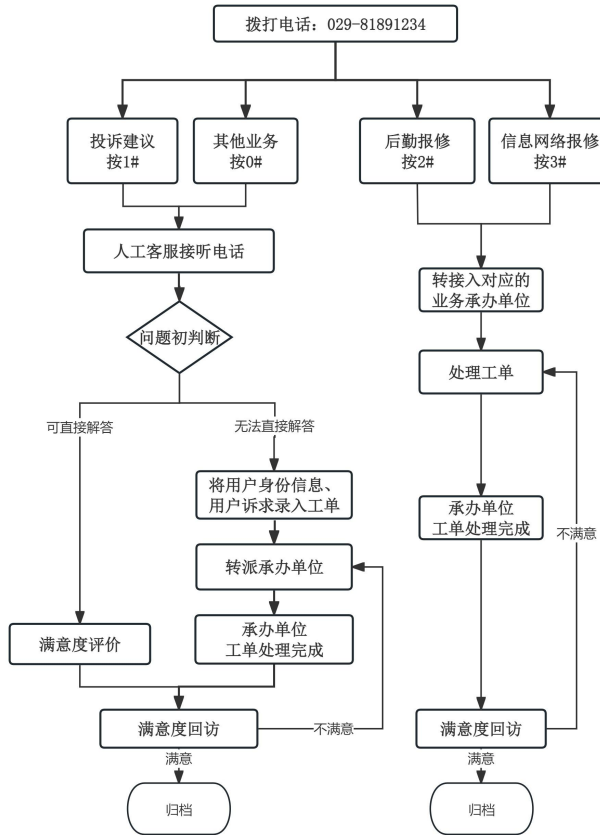 拨打电话：029-81891234
投诉建议
按1#
其他业务
按0#
后勤报修
按2#
信息网络报修
按3#
人工客服接听电话
转接入对应的
业务承办单位
问题初判断
处理工单
可直接解答
无法直接解答
将用户身份信息、
用户诉求录入工单
承办单位
工单处理完成
不满意
转派承办单位
满意度评价
承办单位
工单处理完成
满意度回访
不满意
满意度回访
满意
满意
归档
归档